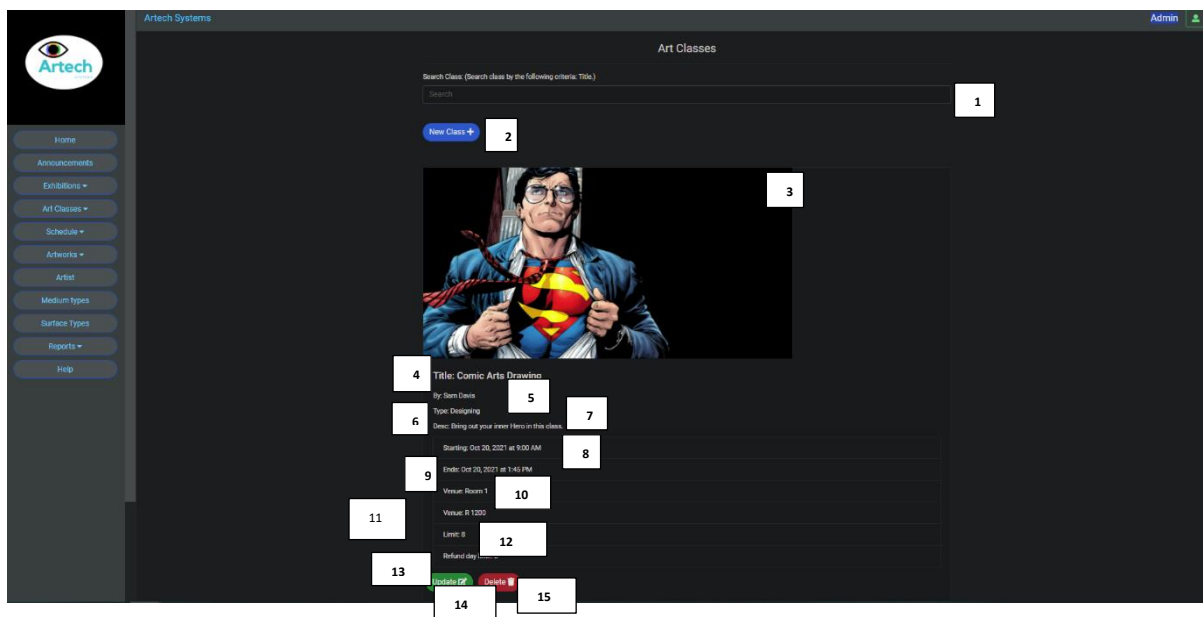 Artech Systems
Admin
Artech
Art Classes
Search Class: (Search class by the following criteria: Title.)
Search
1
New Class
2
Home
Announcements
Exhibitions
Art Classes
Schedule
Artworks
Artist
Medium types
Surface Types
Reports
Help
3
4
Title: Comic Arts Drawing
By: Sam Davis
5
6
Type: Designing
7
Desc: Bring out your inner Hero in this class.
Starting: Oct 20, 2021 at 9:00 AM
8
9
Ends: Oct 20, 2021 at 1:45 PM
Venue: Room 1
10
11
Venue: R 1200
Limit: 8
12
Refund day
13
Update
Delete
14
15